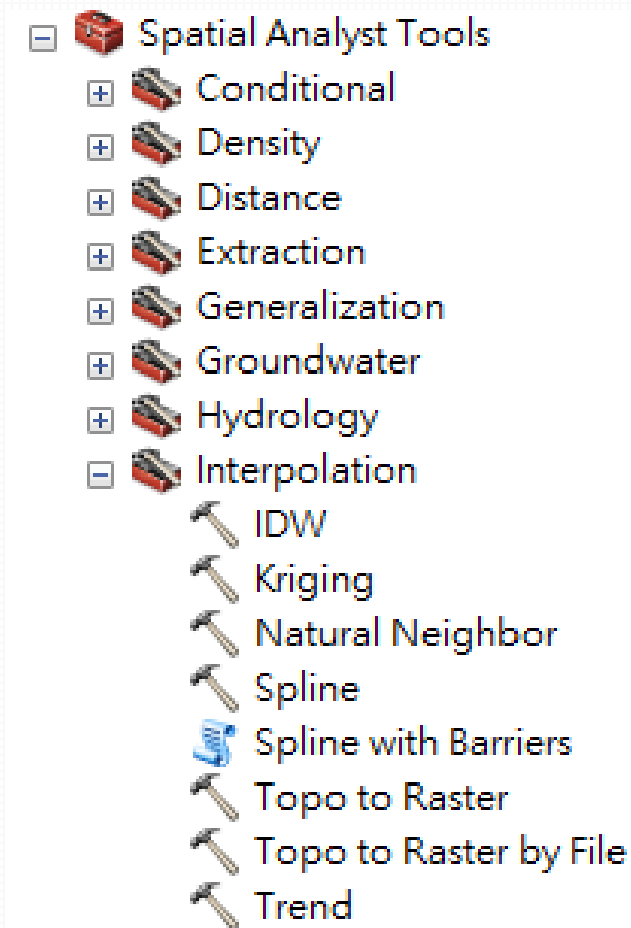 Spatial Analyst Tools
Conditional
Density
Distance
Extraction
Generalization
Groundwater
Hydrology
Interpolation
IDW
Kriging
Natural Neighbor
Spline
Spline with Barriers
Topo to Raster
Topo to Raster by File
Trend